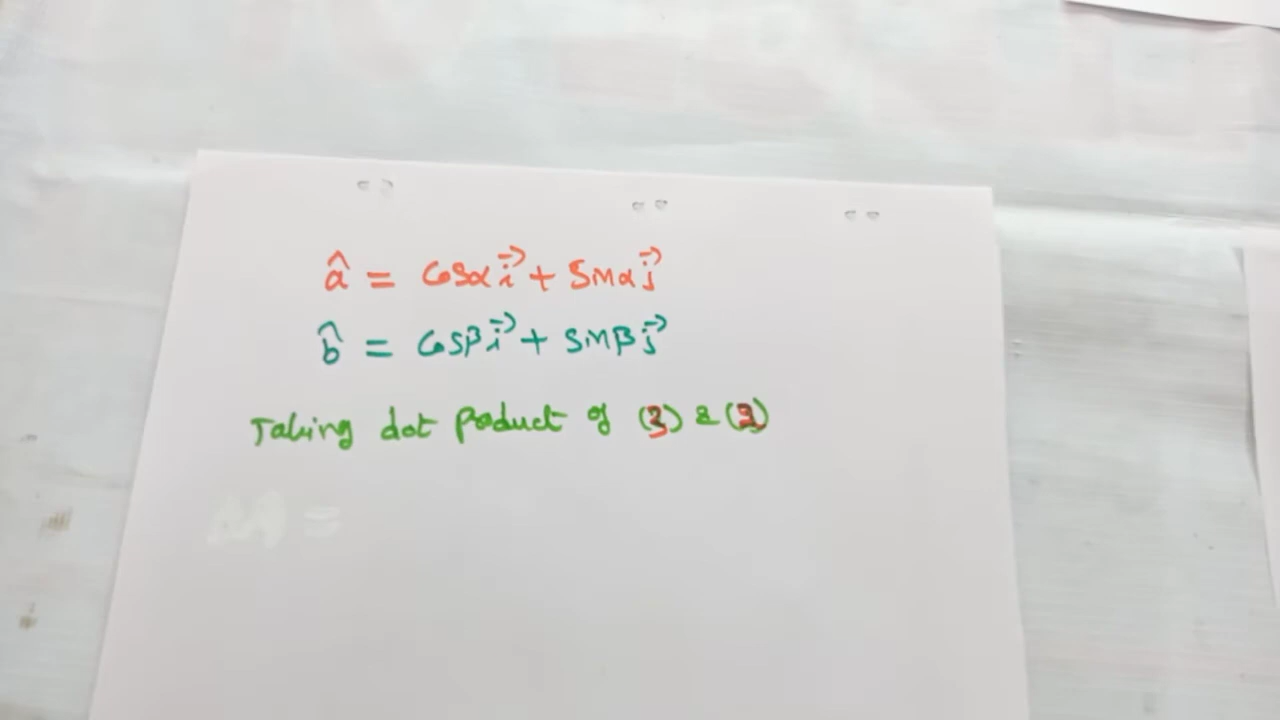 â = cosα i⃗ + sinα j⃗
b̂ = cosβ i⃗ + sinβ j⃗
Taking dot product of (3) & (2)